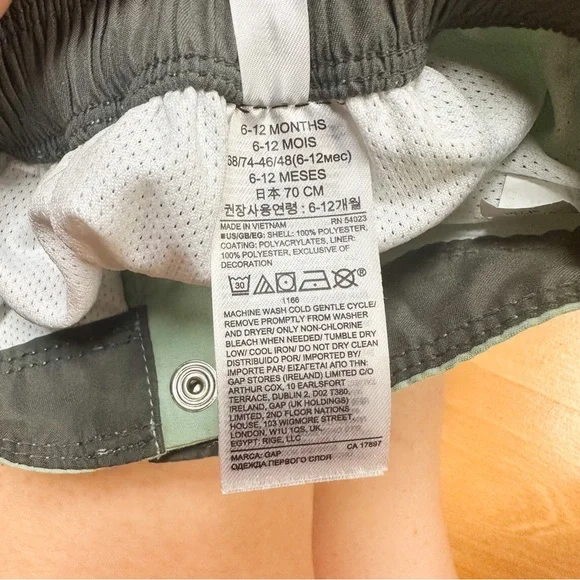 6-12 MONTHS
6-12 MOIS
68/74-46/48(6-12мес)
6-12 MESES
日本 70 CM
권장사용연령 : 6-12개월
MADE IN VIETNAM RN 54023
■US/GB/EG: SHELL: 100% POLYESTER,
COATING: POLYACRYLATES, LINER:
100% POLYESTER, EXCLUSIVE OF
DECORATION
30
1166
MACHINE WASH COLD GENTLE CYCLE/
REMOVE PROMPTLY FROM WASHER
AND DRYER/ ONLY NON-CHLORINE
BLEACH WHEN NEEDED/ TUMBLE DRY
LOW/ COOL IRON/ DO NOT DRY CLEAN
DISTRIBUIDO POR/ IMPORTED BY/
IMPORTE PAR/ ΕΙΣΑΓΕΤΑΙ ΑΠΟ ΤΗΝ:
GAP STORES (IRELAND) LIMITED C/O
ARTHUR COX, 10 EARLSFORT
TERRACE, DUBLIN 2, D02 T380,
IRELAND, GAP (UK HOLDINGS)
LIMITED, 2ND FLOOR NATIONS
HOUSE, 103 WIGMORE STREET,
LONDON, W1U 1QS, UK
EGYPT: RIGE, LLC
MARCA: GAP CA 17897
ОДЕЖДА ПЕРВОГО СЛОЯ